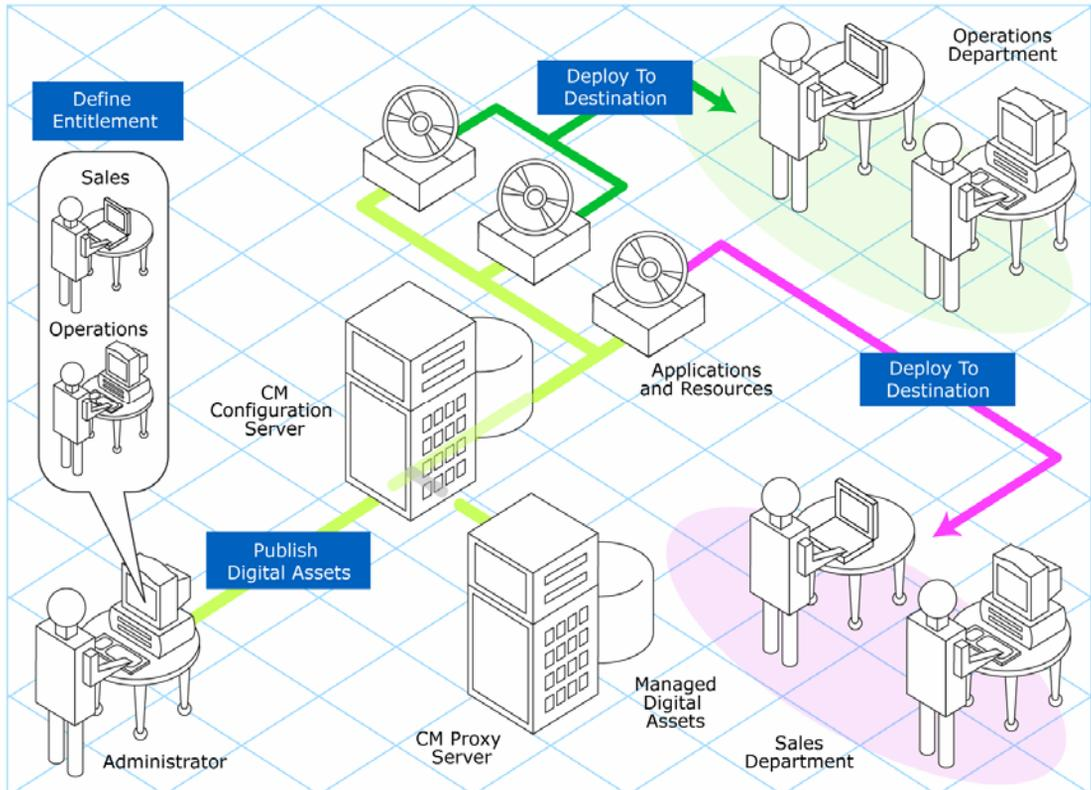 Define
Entitlement
Sales
Operations
Deploy To
Destination
Operations
Department
CM
Configuration
Server
Applications
and Resources
Deploy To
Destination
Publish
Digital Assets
Administrator
CM Proxy
Server
Managed
Digital
Assets
Sales
Department